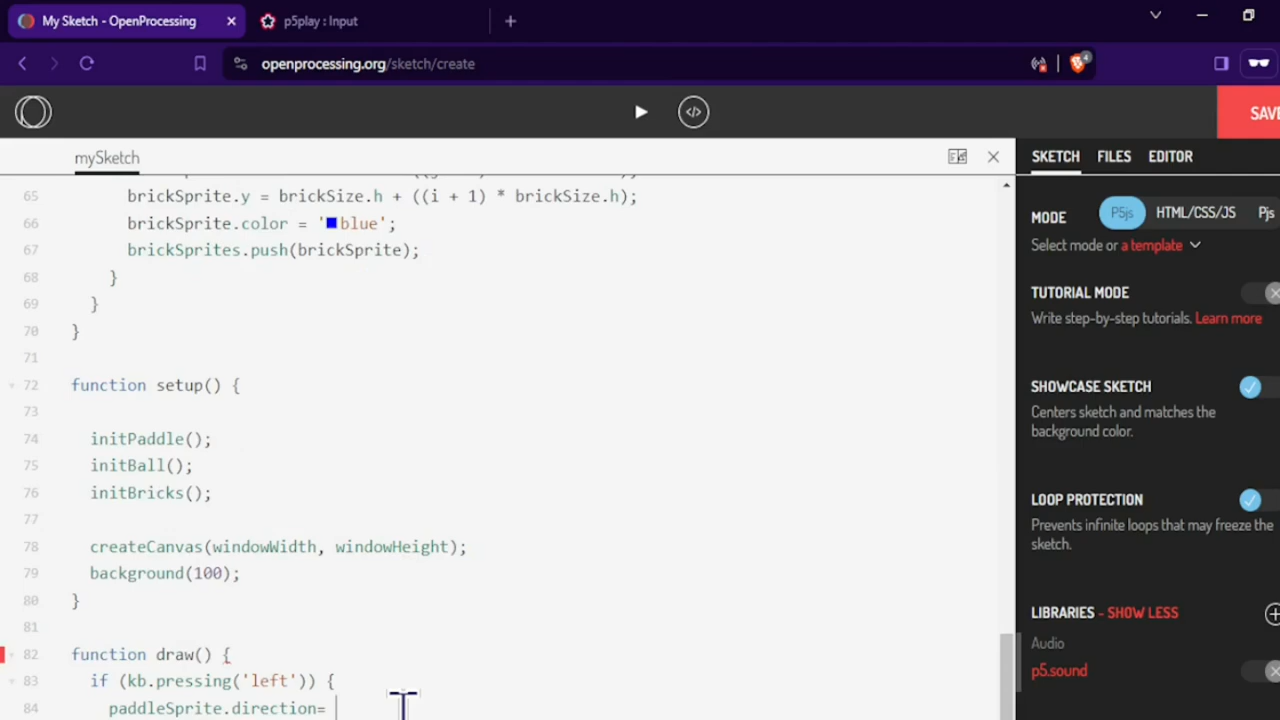 My Sketch - OpenProcessing
p5play : Input
openprocessing.org/sketch/create
4
</>
SAV
mySketch
SKETCH FILES EDITOR
65 brickSprite.y = brickSize.h + ((i + 1) * brickSize.h);
66 brickSprite.color = 'blue';
67 brickSprites.push(brickSprite);
68 }
69 }
70 }
71
72 function setup() {
73
74 initPaddle();
75 initBall();
76 initBricks();
77
78 createCanvas(windowWidth, windowHeight);
79 background(100);
80 }
81
82 function draw() {
83 if (kb.pressing('left')) {
84 paddleSprite.direction=
MODE P5js HTML/CSS/JS Pjs
Select mode or a template
TUTORIAL MODE
Write step-by-step tutorials. Learn more
SHOWCASE SKETCH
Centers sketch and matches the
background color.
LOOP PROTECTION
Prevents infinite loops that may freeze the
sketch.
LIBRARIES - SHOW LESS
Audio
p5.sound